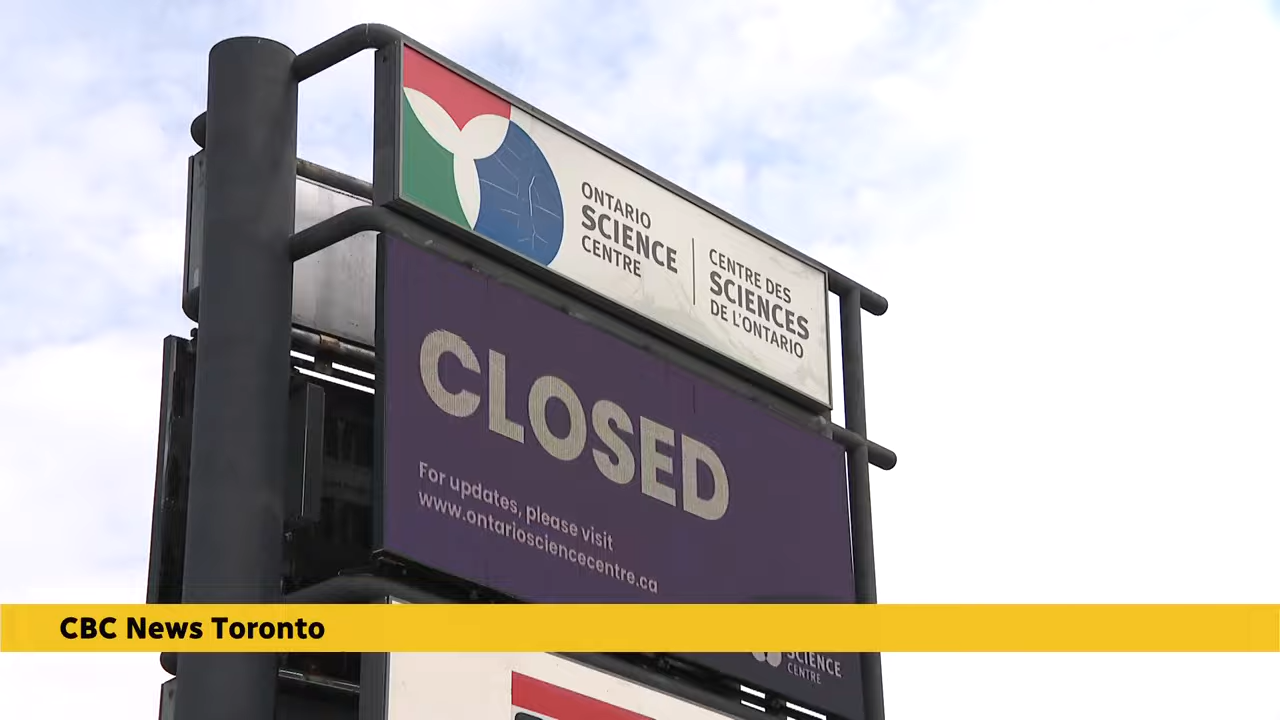 ONTARIO
SCIENCE
CENTRE
CENTRE DES
SCIENCES
DE L'ONTARIO
CLOSED
For updates, please visit
www.ontariosciencecentre.ca
CBC News Toronto
SCIENCE
CENTRE